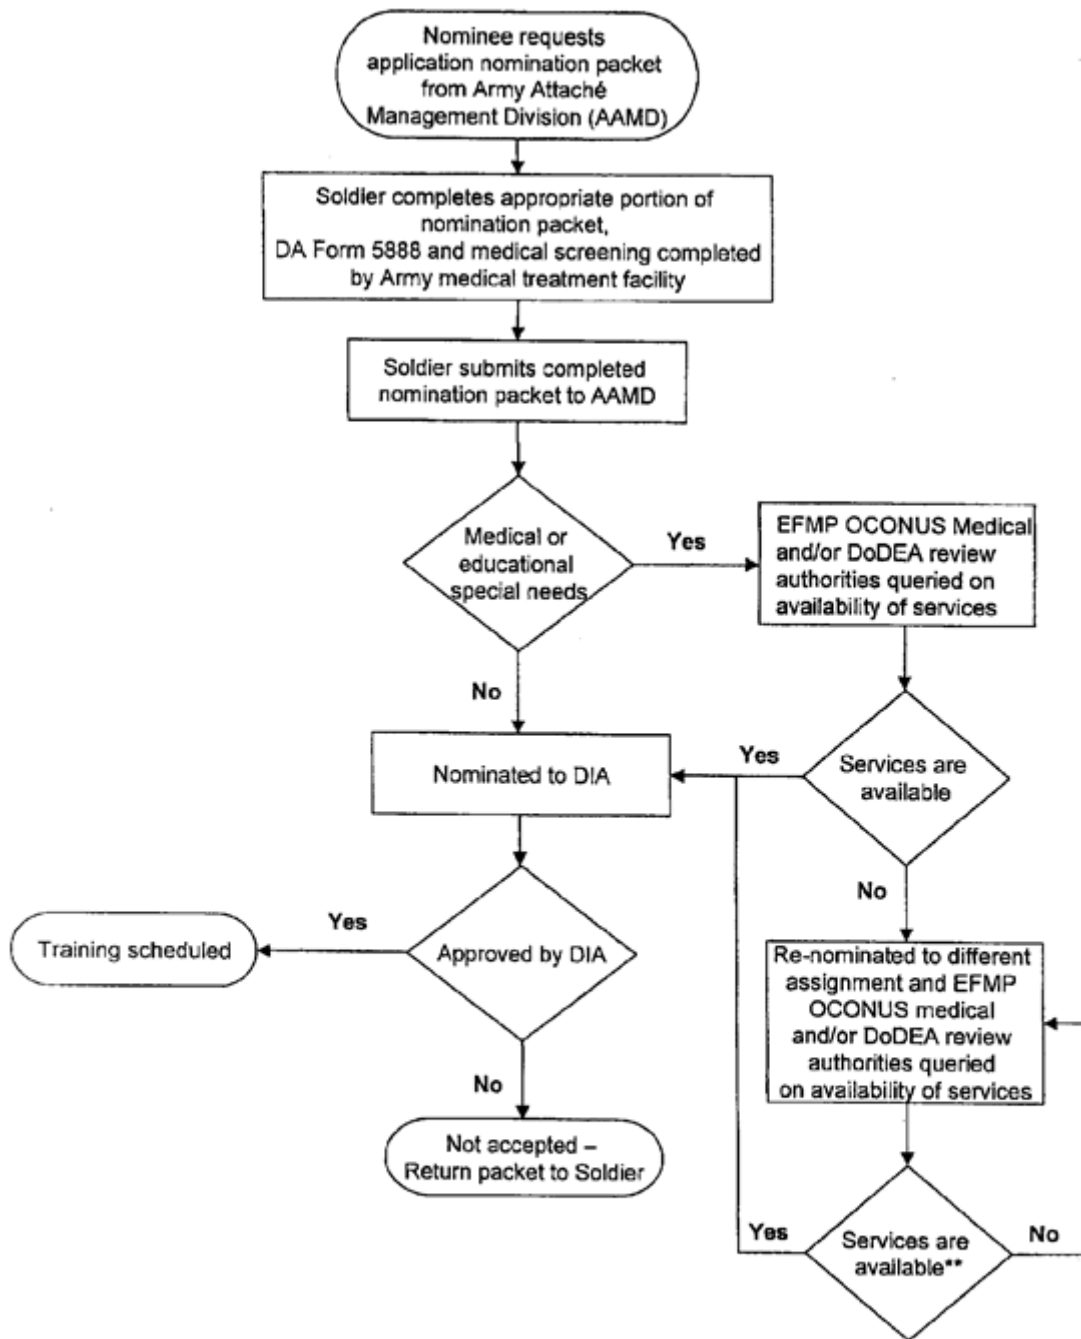 Nominee requests
application nomination packet
from Army Attaché
Management Division (AAMD)
Soldier completes appropriate portion of
nomination packet,
DA Form 5888 and medical screening completed
by Army medical treatment facility
Soldier submits completed
nomination packet to AAMD
Medical or
educational
special needs
Yes
EFMP OCONUS Medical
and/or DoDEA review
authorities queried on
availability of services
No
Nominated to DIA
Yes
Services are
available
No
Training scheduled
Yes
Approved by DIA
Re-nominated to different
assignment and EFMP
OCONUS medical
and/or DoDEA review
authorities queried
on availability of services
No
Not accepted –
Return packet to Soldier
Yes
Services are
available**
No